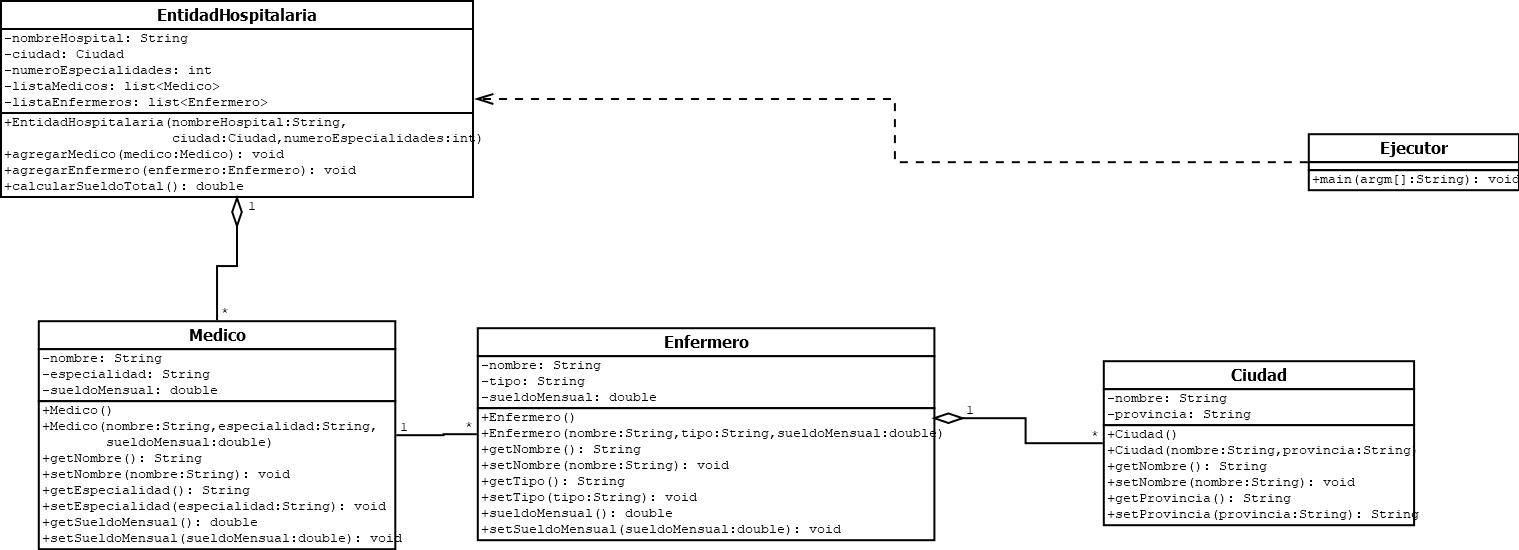 EntidadHospitalaria
-nombreHospital: String
-ciudad: Ciudad
-numeroEspecialidades: int
-listaMedicos: list<Medico>
-listaEnfermeros: list<Enfermero>
+EntidadHospitalaria(nombreHospital:String,
ciudad:Ciudad,numeroEspecialidades:int)
+agregarMedico(medico:Medico): void
+agregarEnfermero(enfermero:Enfermero): void
+calcularSueldoTotal(): double
Ejecutor
+main(argm[]:String): void
1
*
Medico
-nombre: String
-especialidad: String
-sueldoMensual: double
+Medico()
+Medico(nombre:String,especialidad:String,
sueldoMensual:double)
+getNombre(): String
+setNombre(nombre:String): void
+getEspecialidad(): String
+setEspecialidad(especialidad:String): void
+getSueldoMensual(): double
+setSueldoMensual(sueldoMensual:double): void
1
*
Enfermero
-nombre: String
-tipo: String
-sueldoMensual: double
+Enfermero()
+Enfermero(nombre:String,tipo:String,sueldoMensual:double)
+getNombre(): String
+setNombre(nombre:String): void
+getTipo(): String
+setTipo(tipo:String): void
+sueldoMensual(): double
+setSueldoMensual(sueldoMensual:double): void
1
*
Ciudad
-nombre: String
-provincia: String
+Ciudad()
+Ciudad(nombre:String,provincia:String)
+getNombre(): String
+setNombre(nombre:String): void
+getProvincia(): String
+setProvincia(provincia:String): String